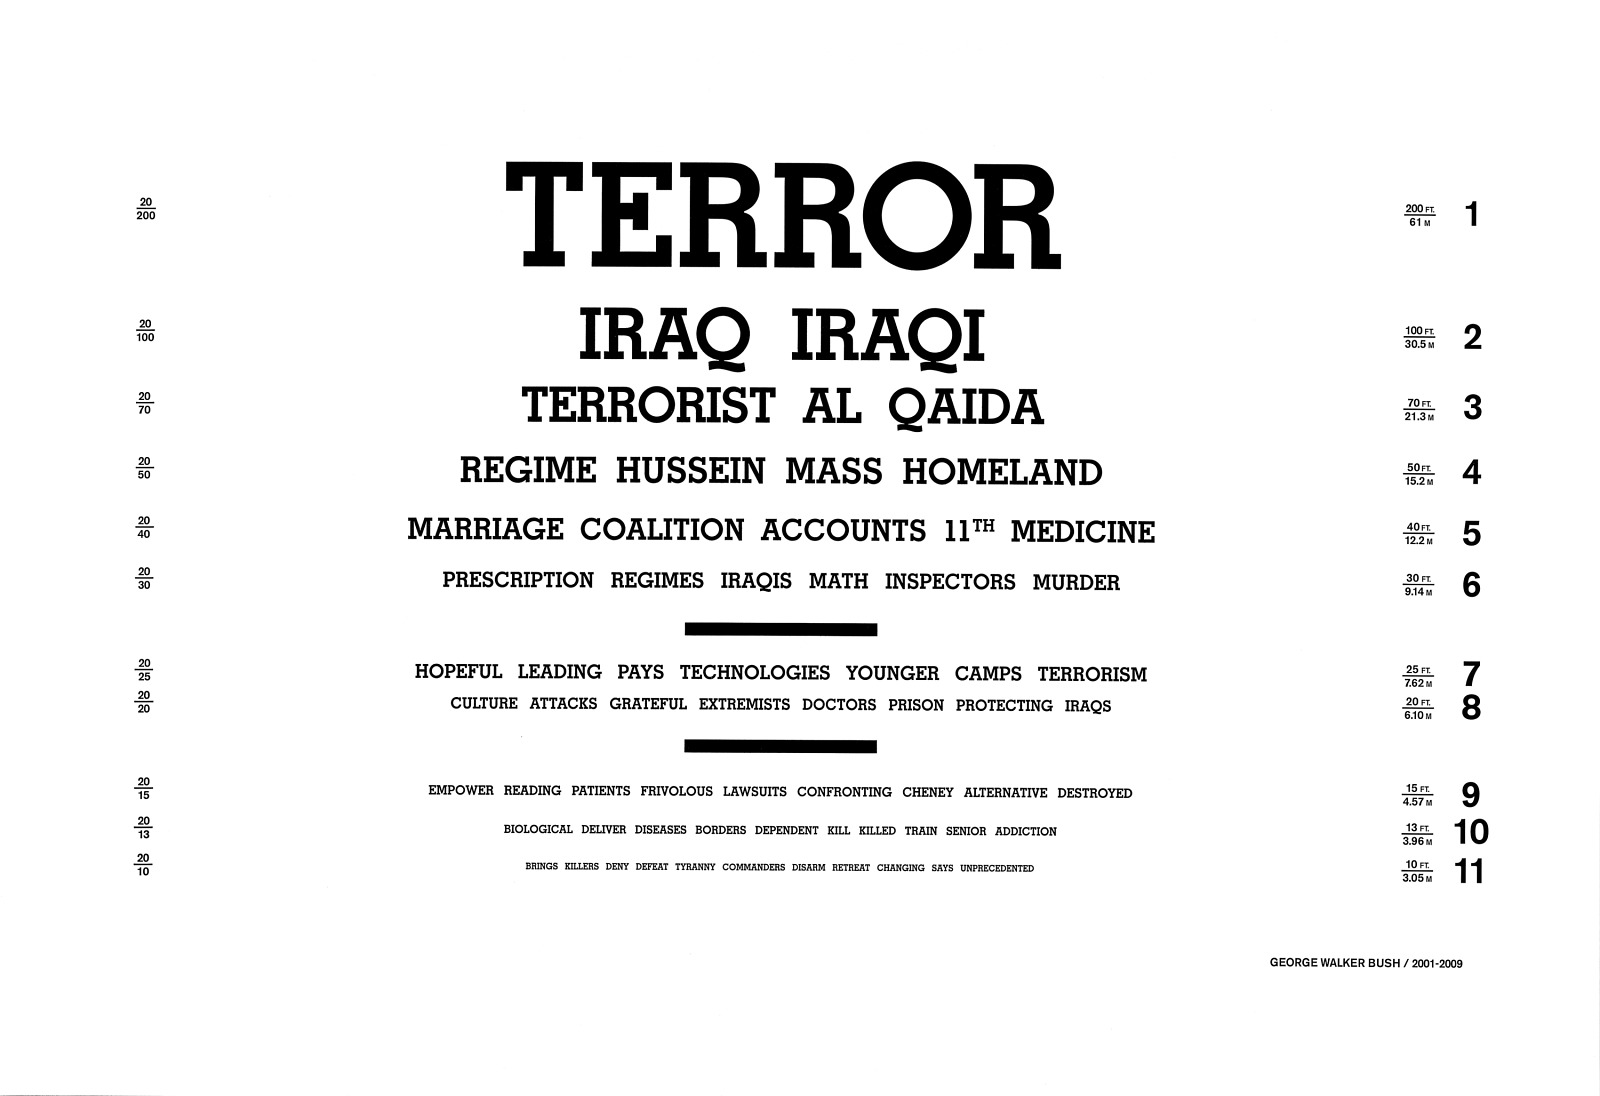 20/200 TERROR 200 FT. / 61 M 1
20/100 IRAQ IRAQI 100 FT. / 30.5 M 2
20/70 TERRORIST AL QAIDA 70 FT. / 21.3 M 3
20/50 REGIME HUSSEIN MASS HOMELAND 50 FT. / 15.2 M 4
20/40 MARRIAGE COALITION ACCOUNTS 11TH MEDICINE 40 FT. / 12.2 M 5
20/30 PRESCRIPTION REGIMES IRAQIS MATH INSPECTORS MURDER 30 FT. / 9.14 M 6
20/25 HOPEFUL LEADING PAYS TECHNOLOGIES YOUNGER CAMPS TERRORISM 25 FT. / 7.62 M 7
20/20 CULTURE ATTACKS GRATEFUL EXTREMISTS DOCTORS PRISON PROTECTING IRAQS 20 FT. / 6.10 M 8
20/15 EMPOWER READING PATIENTS FRIVOLOUS LAWSUITS CONFRONTING CHENEY ALTERNATIVE DESTROYED 15 FT. / 4.57 M 9
20/13 BIOLOGICAL DELIVER DISEASES BORDERS DEPENDENT KILL KILLED TRAIN SENIOR ADDICTION 13 FT. / 3.96 M 10
20/10 BRINGS KILLERS DENY DEFEAT TYRANNY COMMANDERS DISARM RETREAT CHANGING SAYS UNPRECEDENTED 10 FT. / 3.05 M 11
GEORGE WALKER BUSH / 2001-2009